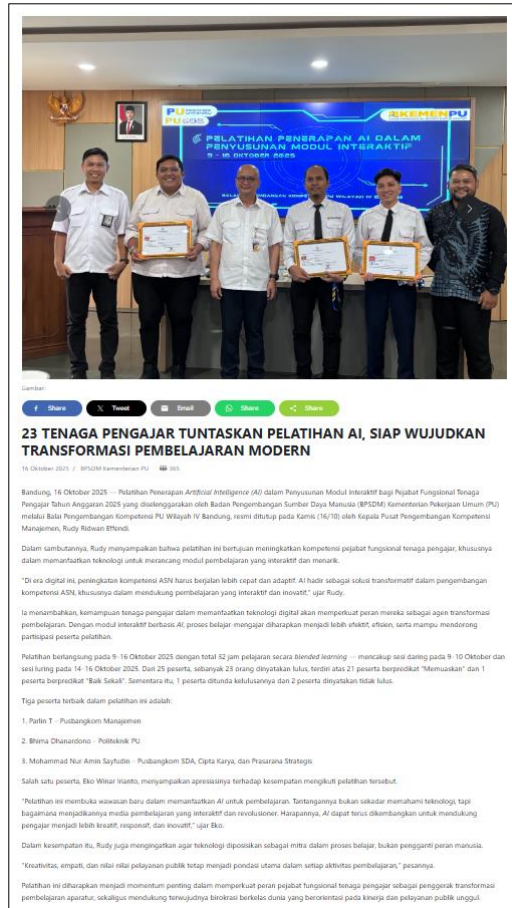 PU
KEMENPU
PELATIHAN PENERAPAN AI DALAM
PENYUSUNAN MODUL INTERAKTIF
9 - 16 OKTOBER 2025
Gambar:
Share
Tweet
Email
Share
Share
23 TENAGA PENGAJAR TUNTASKAN PELATIHAN AI, SIAP WUJUDKAN
TRANSFORMASI PEMBELAJARAN MODERN
16 Oktober 2025 / BPSDM Kementerian PU 365
Bandung, 16 Oktober 2025 — Pelatihan Penerapan Artificial Intelligence (AI) dalam Penyusunan Modul Interaktif bagi Pejabat Fungsional Tenaga
Pengajar Tahun Anggaran 2025 yang diselenggarakan oleh Badan Pengembangan Sumber Daya Manusia (BPSDM) Kementerian Pekerjaan Umum (PU)
melalui Balai Pengembangan Kompetensi PU Wilayah IV Bandung, resmi ditutup pada Kamis (16/10) oleh Kepala Pusat Pengembangan Kompetensi
Manajemen, Rudy Ridwan Effendi.
Dalam sambutannya, Rudy menyampaikan bahwa pelatihan ini bertujuan meningkatkan kompetensi pejabat fungsional tenaga pengajar, khususnya
dalam memanfaatkan teknologi untuk merancang modul pembelajaran yang interaktif dan menarik.
"Di era digital ini, peningkatan kompetensi ASN harus berjalan lebih cepat dan adaptif. AI hadir sebagai solusi transformatif dalam pengembangan
kompetensi ASN, khususnya dalam mendukung pembelajaran yang interaktif dan inovatif," ujar Rudy.
Ia menambahkan, kemampuan tenaga pengajar dalam memanfaatkan teknologi digital akan memperkuat peran mereka sebagai agen transformasi
pembelajaran. Dengan modul interaktif berbasis AI, proses belajar-mengajar diharapkan menjadi lebih efektif, efisien, serta mampu mendorong
partisipasi peserta pelatihan.
Pelatihan berlangsung pada 9–16 Oktober 2025 dengan total 32 jam pelajaran secara blended learning — mencakup sesi daring pada 9–10 Oktober dan
sesi luring pada 14–16 Oktober 2025. Dari 25 peserta, sebanyak 23 orang dinyatakan lulus, terdiri atas 21 peserta berpredikat "Memuaskan" dan 1
peserta berpredikat "Baik Sekali". Sementara itu, 1 peserta ditunda kelulusannya dan 2 peserta dinyatakan tidak lulus.
Tiga peserta terbaik dalam pelatihan ini adalah:
1. Parlin T – Pusbangkom Manajemen
2. Bhima Dhanardono – Politeknik PU
3. Mohammad Nur Amin Sayfudin – Pusbangkom SDA, Cipta Karya, dan Prasarana Strategis
Salah satu peserta, Eko Winar Irianto, menyampaikan apresiasinya terhadap kesempatan mengikuti pelatihan tersebut.
"Pelatihan ini membuka wawasan baru dalam memanfaatkan AI untuk pembelajaran. Tantangannya bukan sekadar memahami teknologi, tapi
bagaimana menjadikannya media pembelajaran yang interaktif dan revolusioner. Harapannya, AI dapat terus dikembangkan untuk mendukung
pengajar menjadi lebih kreatif, responsif, dan inovatif," ujar Eko.
Dalam kesempatan itu, Rudy juga mengingatkan agar teknologi diposisikan sebagai mitra dalam proses belajar, bukan pengganti peran manusia.
"Kreativitas, empati, dan nilai-nilai pelayanan publik tetap menjadi pondasi utama dalam setiap aktivitas pembelajaran," pesannya.
Pelatihan ini diharapkan menjadi momentum penting dalam memperkuat peran pejabat fungsional tenaga pengajar sebagai penggerak transformasi
pembelajaran aparatur, sekaligus mendukung terwujudnya birokrasi berkelas dunia yang berorientasi pada kinerja dan pelayanan publik unggul.